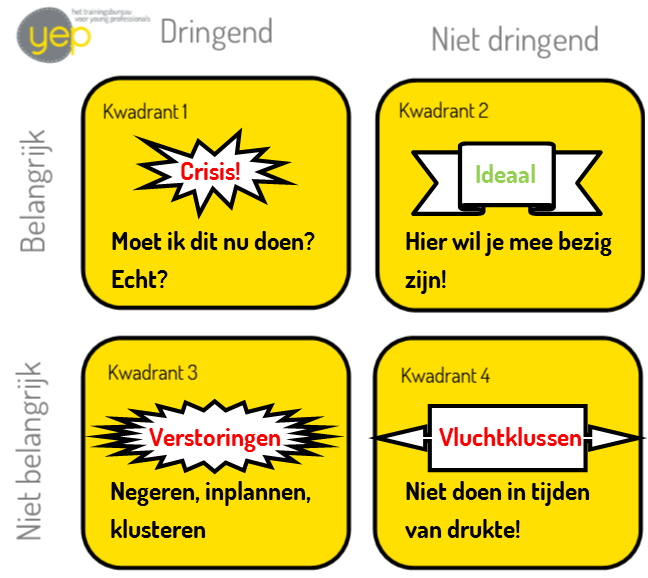 yep
het trainingsbureau
voor young professionals
Dringend
Niet dringend
Belangrijk
Kwadrant 1
Crisis!
Moet ik dit nu doen?
Echt?
Kwadrant 2
Ideaal
Hier wil je mee bezig
zijn!
Niet belangrijk
Kwadrant 3
Verstoringen
Negeren, inplannen,
klusteren
Kwadrant 4
Vluchtklussen
Niet doen in tijden
van drukte!